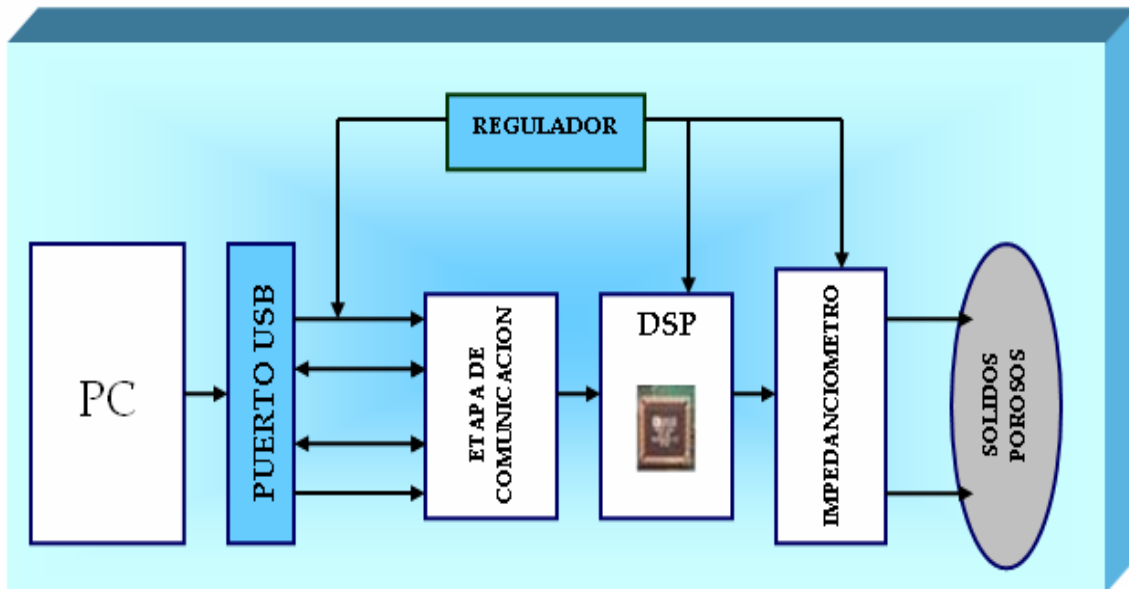 REGULADOR
PC
PUERTO USB
ETAPA DE
COMUNICACION
DSP
IMPEDANCIOMETRO
SOLIDOS
POROSOS